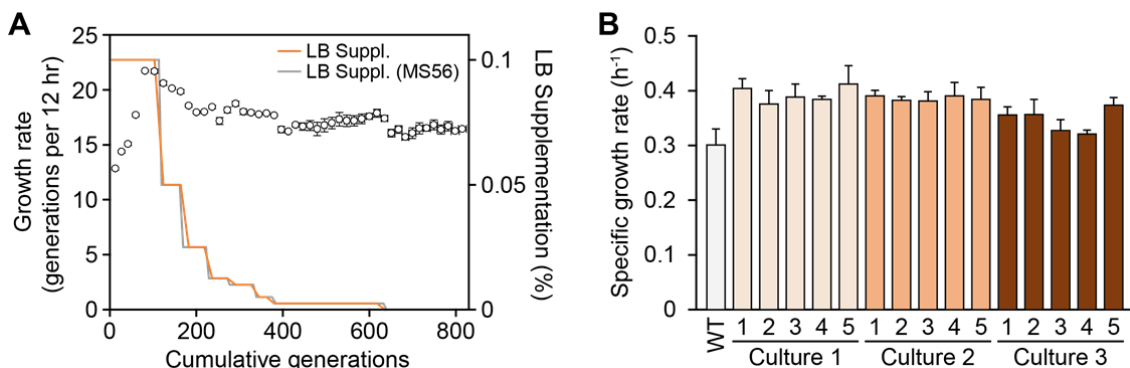 A
Growth rate
(generations per 12 hr)
25
20
15
10
5
0
LB Suppl.
LB Suppl. (MS56)
0.1
0.05
0
LB Supplementation (%)
0 200 400 600 800
Cumulative generations
B
Specific growth rate (h-1)
0.5
0.4
0.3
0.2
0.1
0
WT 1 2 3 4 5 1 2 3 4 5 1 2 3 4 5
Culture 1 Culture 2 Culture 3